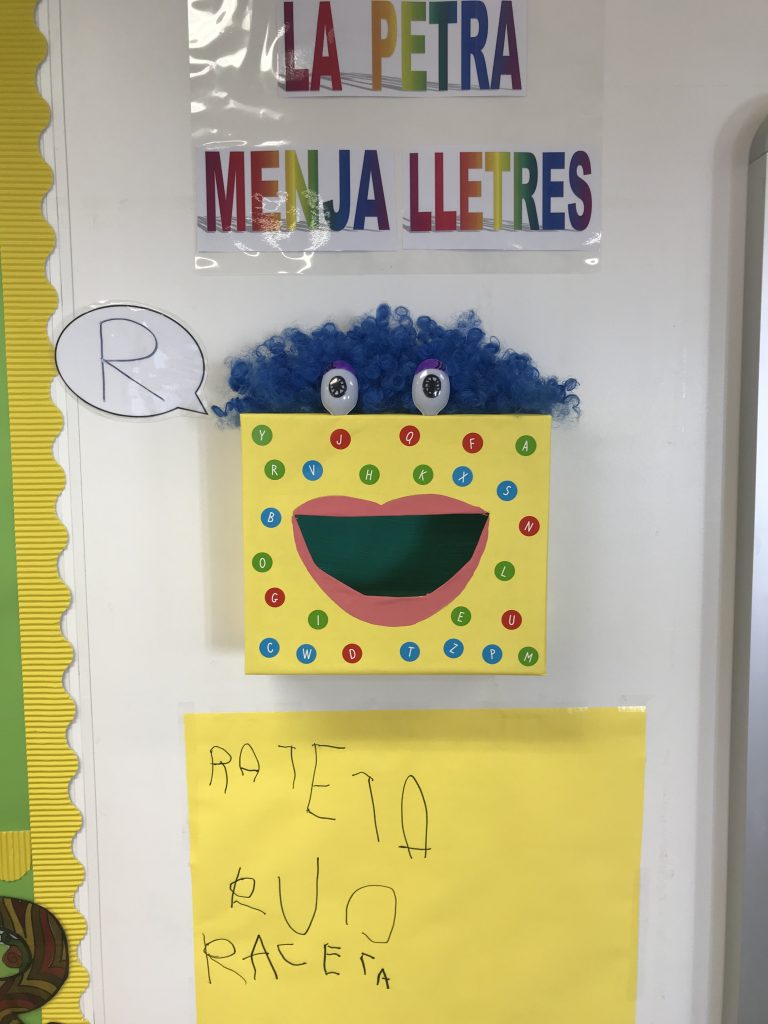 LA PETRA
MENJA LLETRES
R
Y J Q F A
R V H K X S
B N
O L
G I E U
C W D T Z P M
RATETA
RUO
RACETA